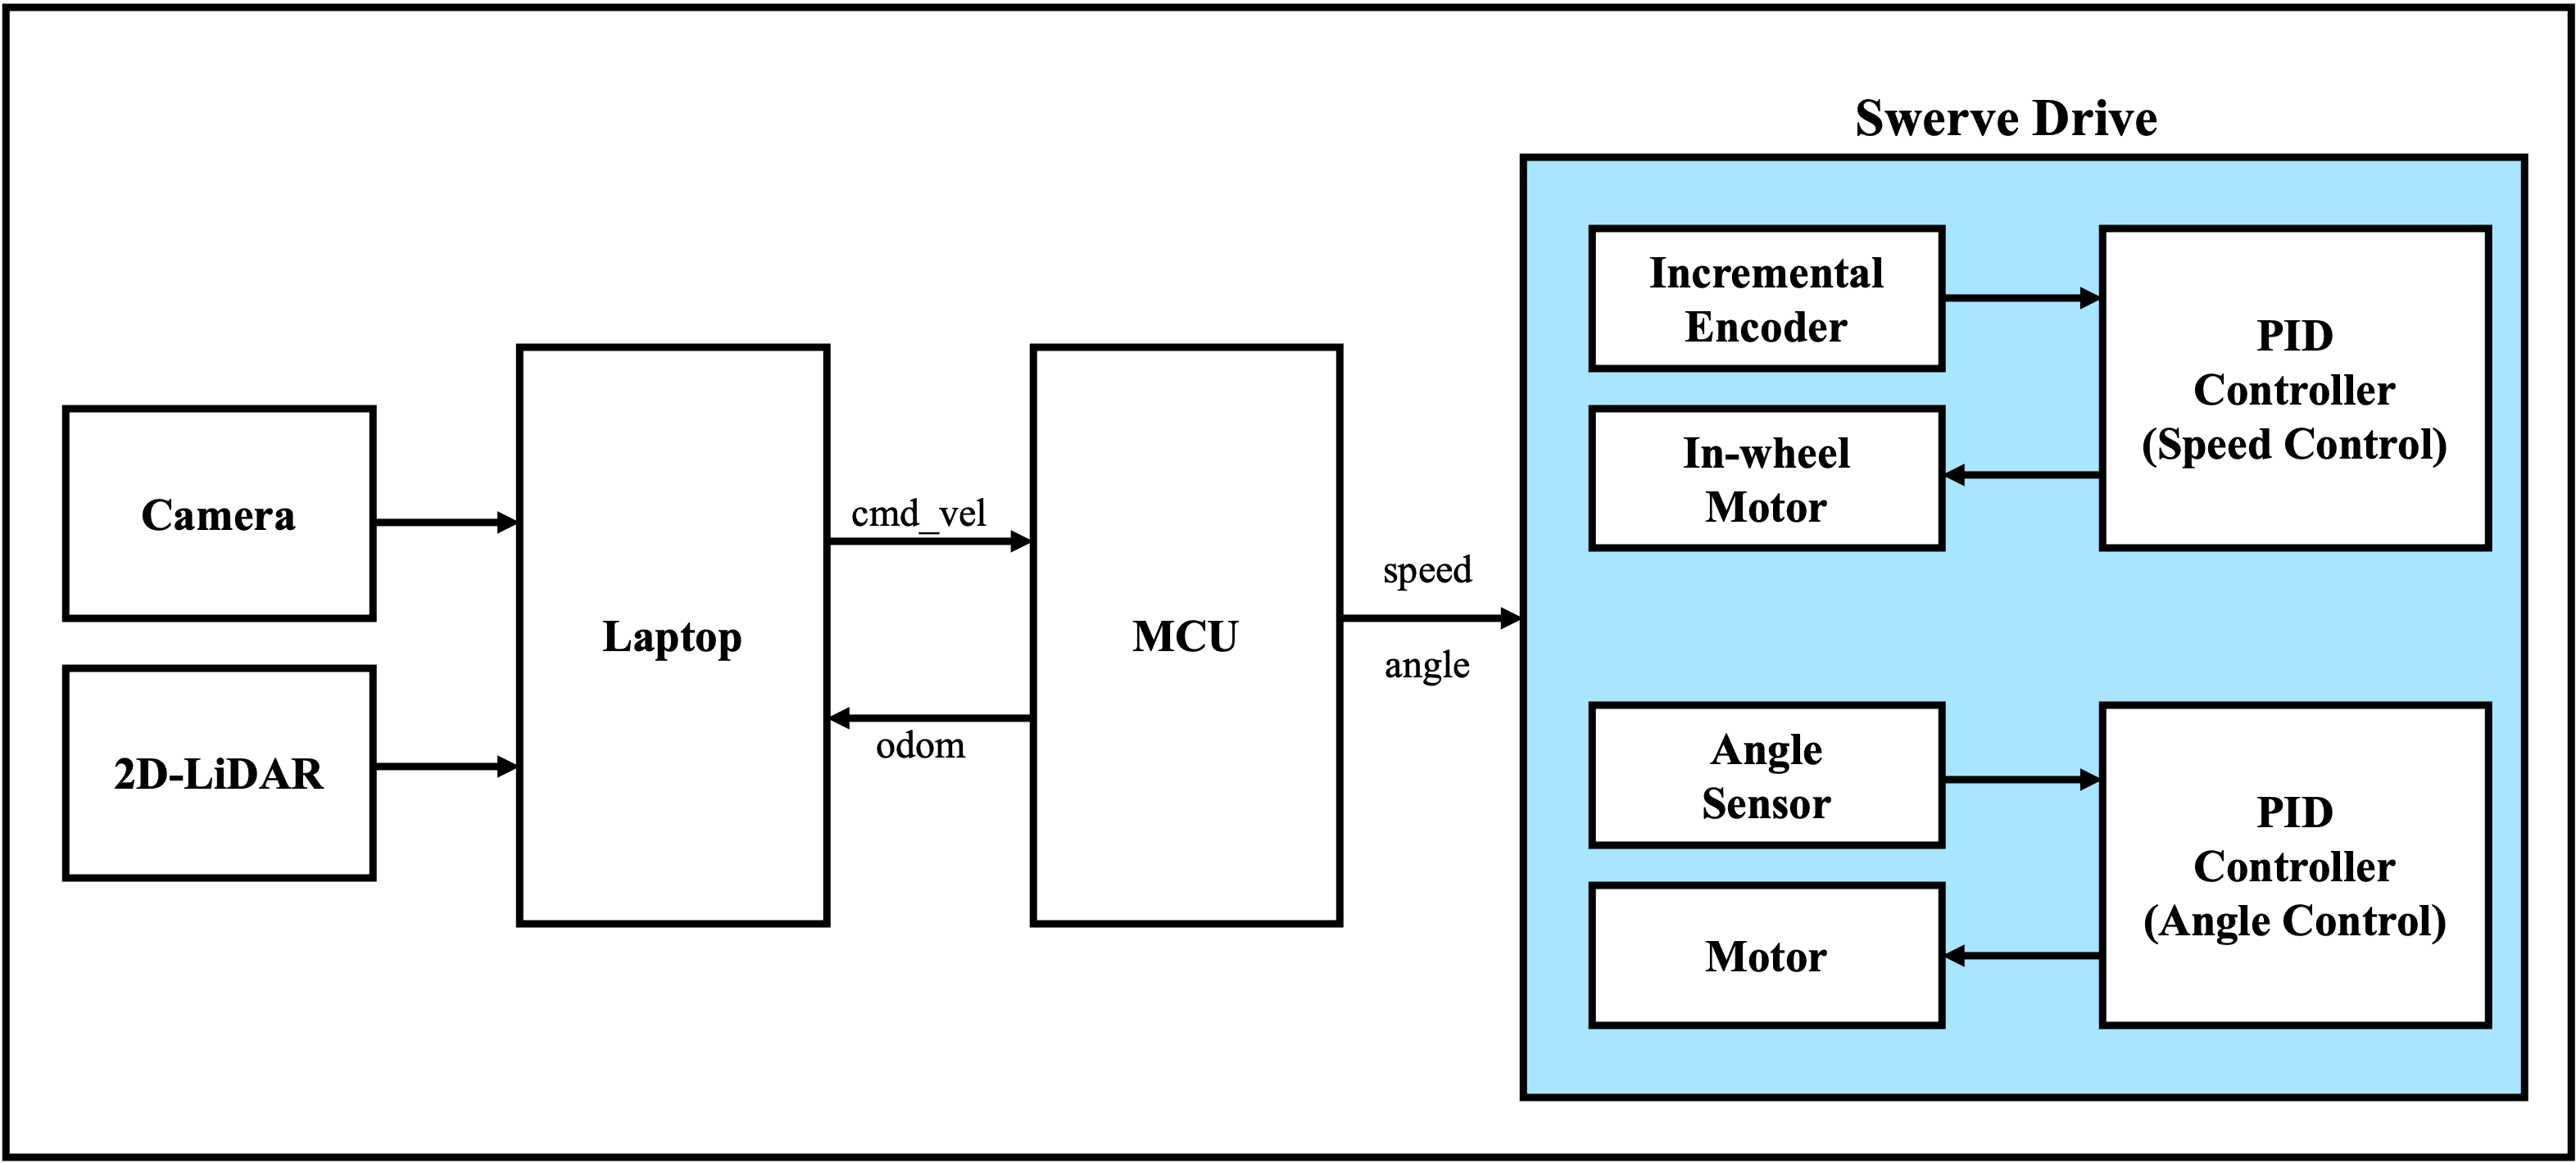 Swerve Drive
Camera
2D-LiDAR
Laptop
cmd_vel
odom
MCU
speed
angle
Incremental
Encoder
In-wheel
Motor
PID
Controller
(Speed Control)
Angle
Sensor
Motor
PID
Controller
(Angle Control)